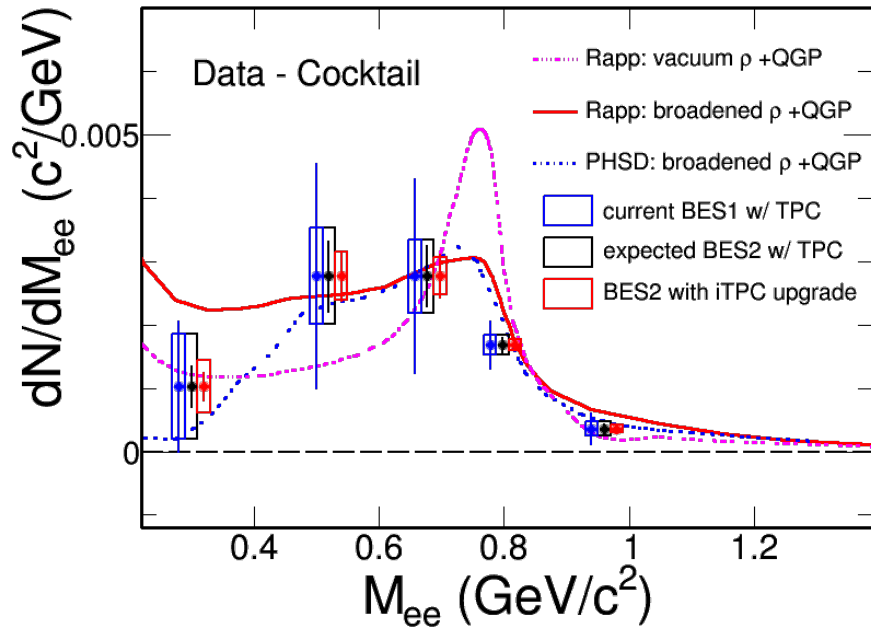 Data - Cocktail
Rapp: vacuum ρ +QGP
Rapp: broadened ρ +QGP
PHSD: broadened ρ +QGP
current BES1 w/ TPC
expected BES2 w/ TPC
BES2 with iTPC upgrade
dN/dMee (c²/GeV)
0.005
0
0.4 0.6 0.8 1 1.2
Mee (GeV/c²)